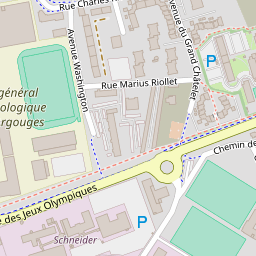 Rue Charles
Avenue Washington
Avenue du Grand Châtelet
P
Rue Marius Riollet
général
ologique
ergouges
Chemin de
e des Jeux Olympiques
P
Schneider